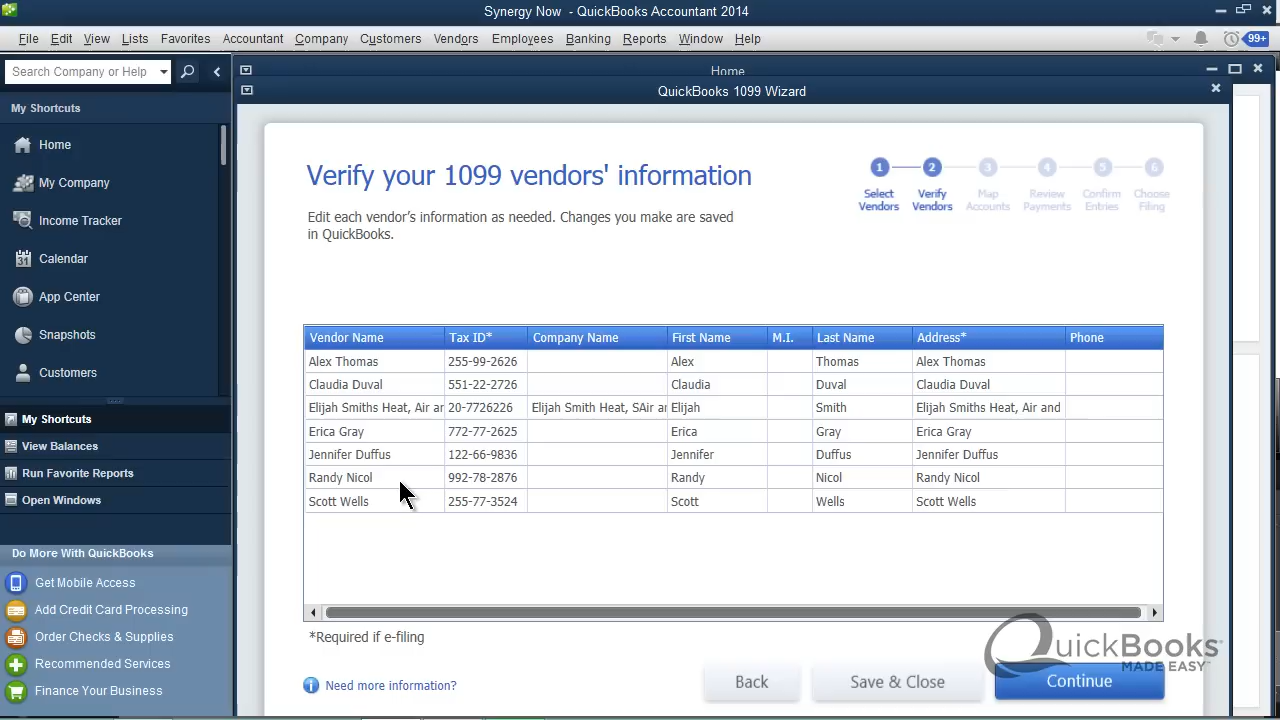 Synergy Now - QuickBooks Accountant 2014
File Edit View Lists Favorites Accountant Company Customers Vendors Employees Banking Reports Window Help
99+
Search Company or Help
Home
QuickBooks 1099 Wizard
My Shortcuts
Home
My Company
Income Tracker
Calendar
31
App Center
Snapshots
Customers
My Shortcuts
View Balances
Run Favorite Reports
Open Windows
Do More With QuickBooks
Get Mobile Access
Add Credit Card Processing
Order Checks & Supplies
Recommended Services
Finance Your Business
Verify your 1099 vendors' information
Edit each vendor's information as needed. Changes you make are saved
in QuickBooks.
1 2 3 4 5 6
Select Verify Map Review Confirm Choose
Vendors Vendors Accounts Payments Entries Filing
Vendor Name Tax ID* Company Name First Name M.I. Last Name Address* Phone
Alex Thomas 255-99-2626 Alex Thomas Alex Thomas
Claudia Duval 551-22-2726 Claudia Duval Claudia Duval
Elijah Smiths Heat, Air ar 20-7726226 Elijah Smith Heat, SAir ar Elijah Smith Elijah Smiths Heat, Air and
Erica Gray 772-77-2625 Erica Gray Erica Gray
Jennifer Duffus 122-66-9836 Jennifer Duffus Jennifer Duffus
Randy Nicol 992-78-2876 Randy Nicol Randy Nicol
Scott Wells 255-77-3524 Scott Wells Scott Wells
*Required if e-filing
QuickBooks
MADE EASY™
Need more information?
Back Save & Close Continue